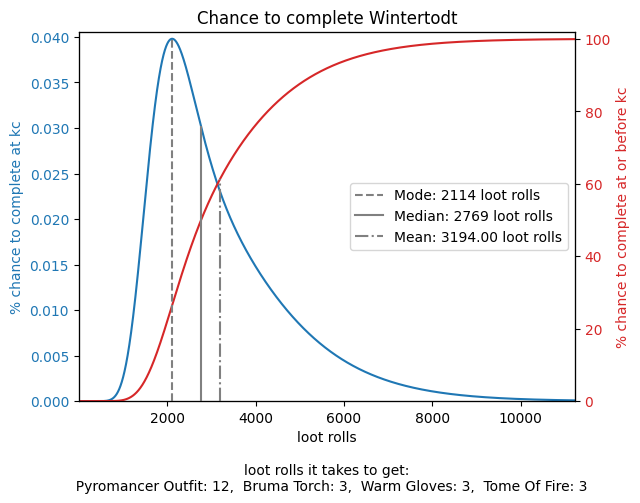 Chance to complete Wintertodt
% chance to complete at kc
0.040
0.035
0.030
0.025
0.020
0.015
0.010
0.005
0.000
Mode: 2114 loot rolls
Median: 2769 loot rolls
Mean: 3194.00 loot rolls
100
80
60
40
20
0
% chance to complete at or before kc
2000 4000 6000 8000 10000
loot rolls
loot rolls it takes to get:
Pyromancer Outfit: 12, Bruma Torch: 3, Warm Gloves: 3, Tome Of Fire: 3